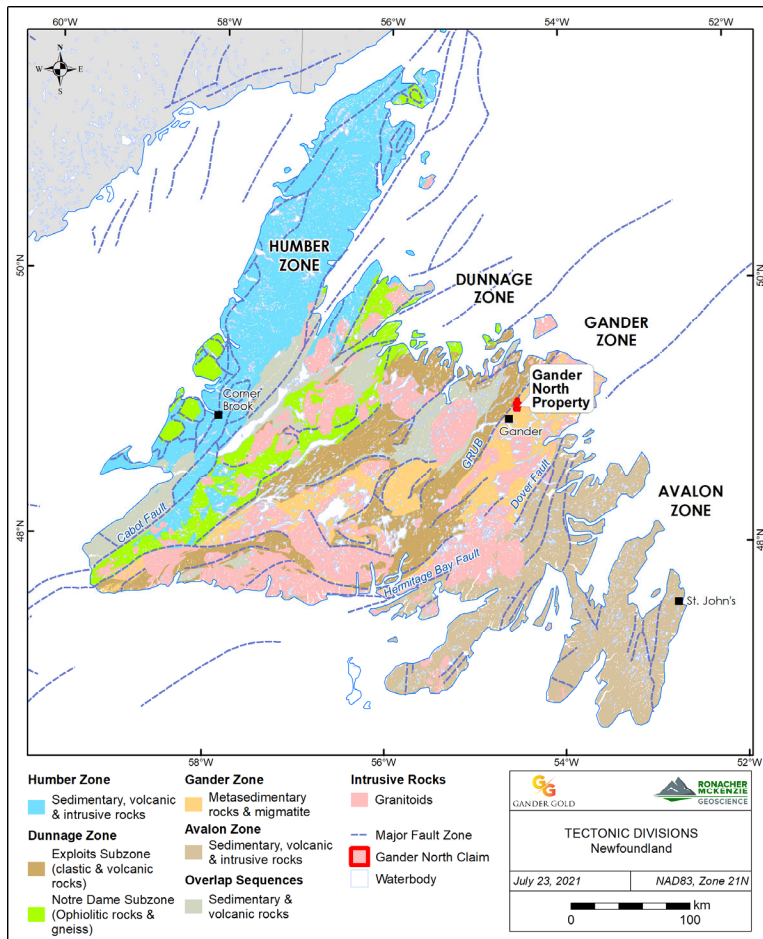 60°W
58°W
56°W
54°W
52°W
N
W E
S
50°N
50°N
HUMBER
ZONE
DUNNAGE
ZONE
GANDER
ZONE
Gander
North
Property
Corner
Brook
Gander
GRUB
Dover Fault
AVALON
ZONE
Cabot Fault
48°N
48°N
Hermitage Bay Fault
St. John's
58°W
56°W
54°W
52°W
Humber Zone
Sedimentary, volcanic
& intrusive rocks
Dunnage Zone
Exploits Subzone
(clastic & volcanic
rocks)
Notre Dame Subzone
(Ophiolitic rocks &
gneiss)
Gander Zone
Metasedimentary
rocks & migmatite
Avalon Zone
Sedimentary, volcanic
& intrusive rocks
Overlap Sequences
Sedimentary &
volcanic rocks
Intrusive Rocks
Granitoids
Major Fault Zone
Gander North Claim
Waterbody
GG
GANDER GOLD
RONACHER
MCKENZIE
GEOSCIENCE
TECTONIC DIVISIONS
Newfoundland
July 23, 2021
NAD83, Zone 21N
km
0 100